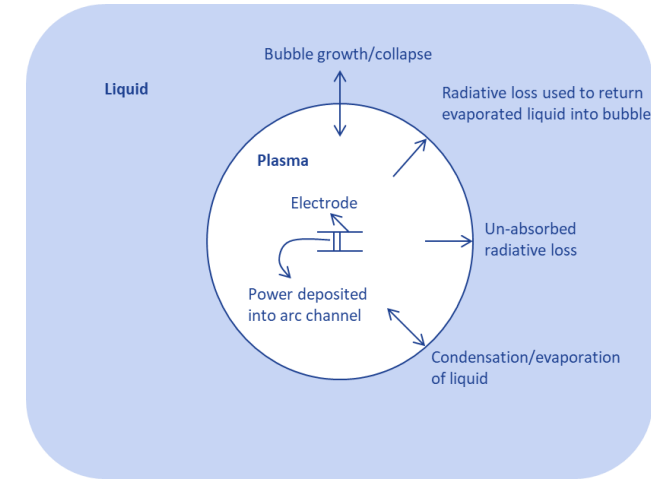 Bubble growth/collapse
Liquid
Radiative loss used to return
evaporated liquid into bubble
Plasma
Electrode
Un-absorbed
radiative loss
Power deposited
into arc channel
Condensation/evaporation
of liquid